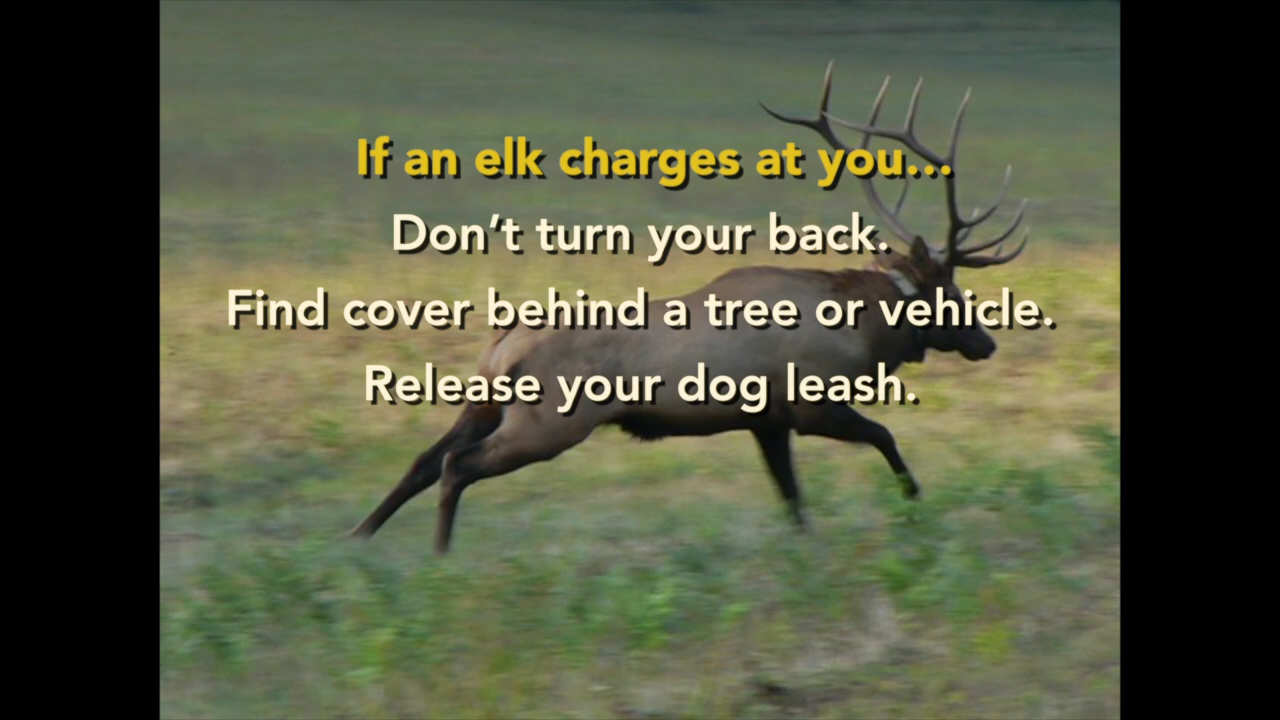 If an elk charges at you...
Don't turn your back.
Find cover behind a tree or vehicle.
Release your dog leash.